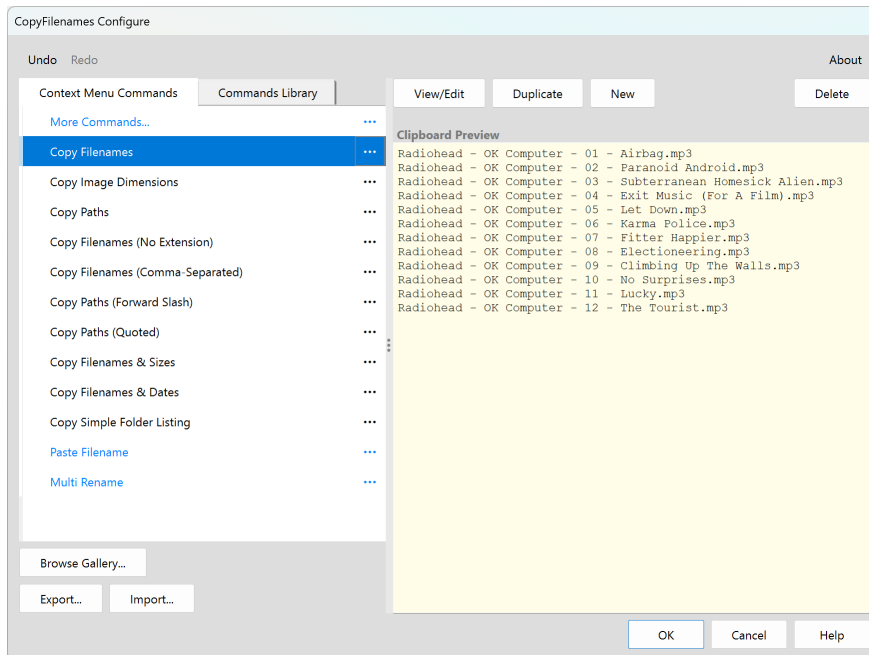 CopyFilenames Configure
Undo Redo About
Context Menu Commands Commands Library
More Commands... ...
Copy Filenames ...
Copy Image Dimensions ...
Copy Paths ...
Copy Filenames (No Extension) ...
Copy Filenames (Comma-Separated) ...
Copy Paths (Forward Slash) ...
Copy Paths (Quoted) ...
Copy Filenames & Sizes ...
Copy Filenames & Dates ...
Copy Simple Folder Listing ...
Paste Filename ...
Multi Rename ...
Browse Gallery...
Export... Import...
View/Edit Duplicate New Delete
Clipboard Preview
Radiohead - OK Computer - 01 - Airbag.mp3
Radiohead - OK Computer - 02 - Paranoid Android.mp3
Radiohead - OK Computer - 03 - Subterranean Homesick Alien.mp3
Radiohead - OK Computer - 04 - Exit Music (For A Film).mp3
Radiohead - OK Computer - 05 - Let Down.mp3
Radiohead - OK Computer - 06 - Karma Police.mp3
Radiohead - OK Computer - 07 - Fitter Happier.mp3
Radiohead - OK Computer - 08 - Electioneering.mp3
Radiohead - OK Computer - 09 - Climbing Up The Walls.mp3
Radiohead - OK Computer - 10 - No Surprises.mp3
Radiohead - OK Computer - 11 - Lucky.mp3
Radiohead - OK Computer - 12 - The Tourist.mp3
OK Cancel Help